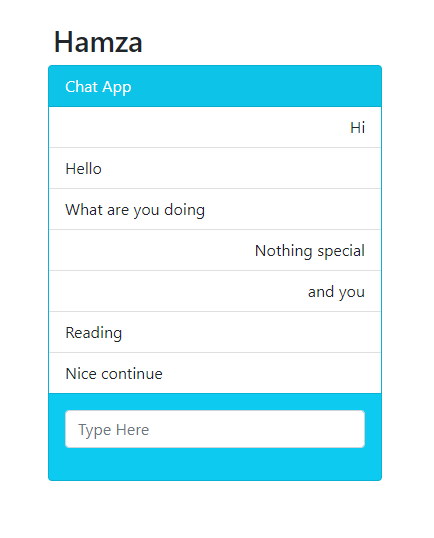 Hamza
Chat App
Hi
Hello
What are you doing
Nothing special
and you
Reading
Nice continue
Type Here